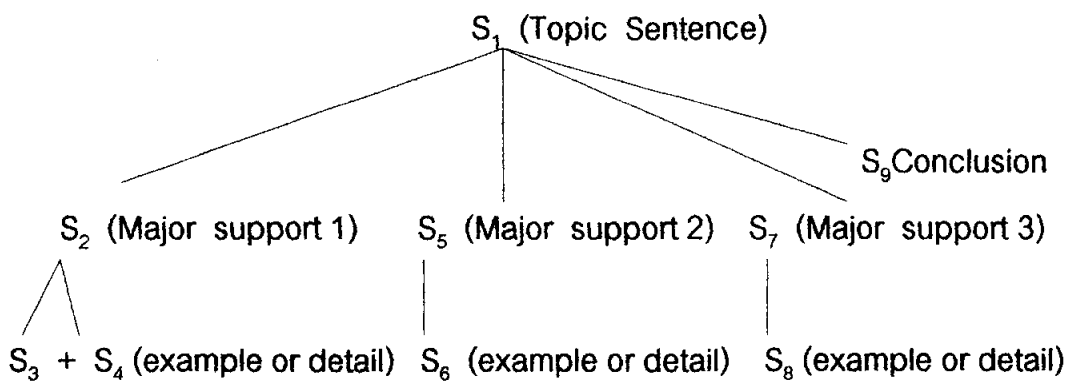 S₁ (Topic Sentence)
S₉Conclusion
S₂ (Major support 1) S₅ (Major support 2) S₇ (Major support 3)
S₃ + S₄ (example or detail) S₆ (example or detail) S₈ (example or detail)